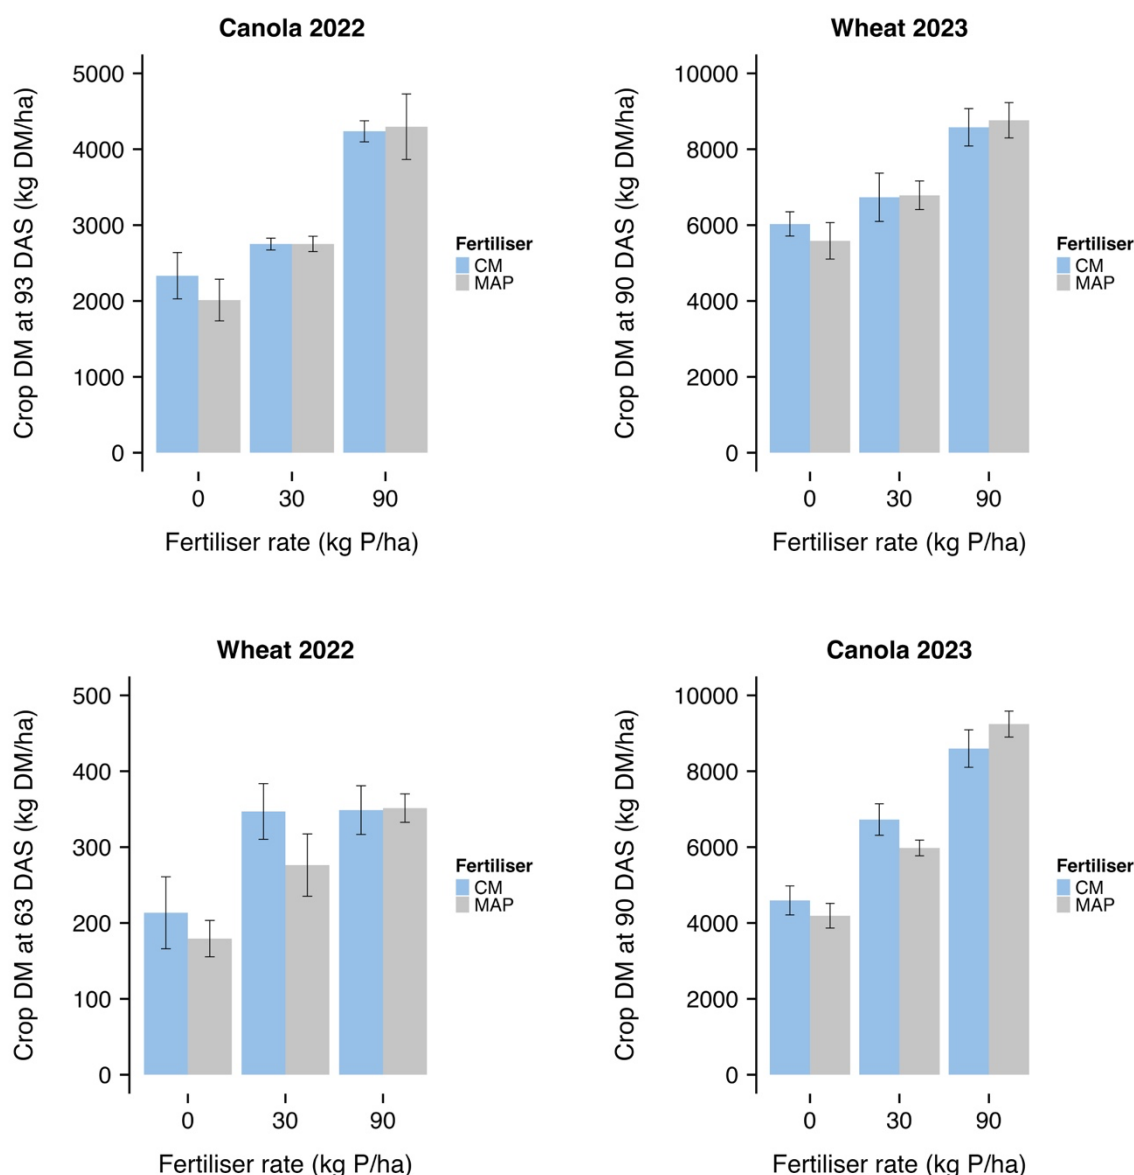 Canola 2022
Crop DM at 93 DAS (kg DM/ha)
5000
4000
3000
2000
1000
0
0 30 90
Fertiliser rate (kg P/ha)
Fertiliser
CM
MAP
Wheat 2023
Crop DM at 90 DAS (kg DM/ha)
10000
8000
6000
4000
2000
0
0 30 90
Fertiliser rate (kg P/ha)
Fertiliser
CM
MAP
Wheat 2022
Crop DM at 63 DAS (kg DM/ha)
500
400
300
200
100
0
0 30 90
Fertiliser rate (kg P/ha)
Fertiliser
CM
MAP
Canola 2023
Crop DM at 90 DAS (kg DM/ha)
10000
8000
6000
4000
2000
0
0 30 90
Fertiliser rate (kg P/ha)
Fertiliser
CM
MAP